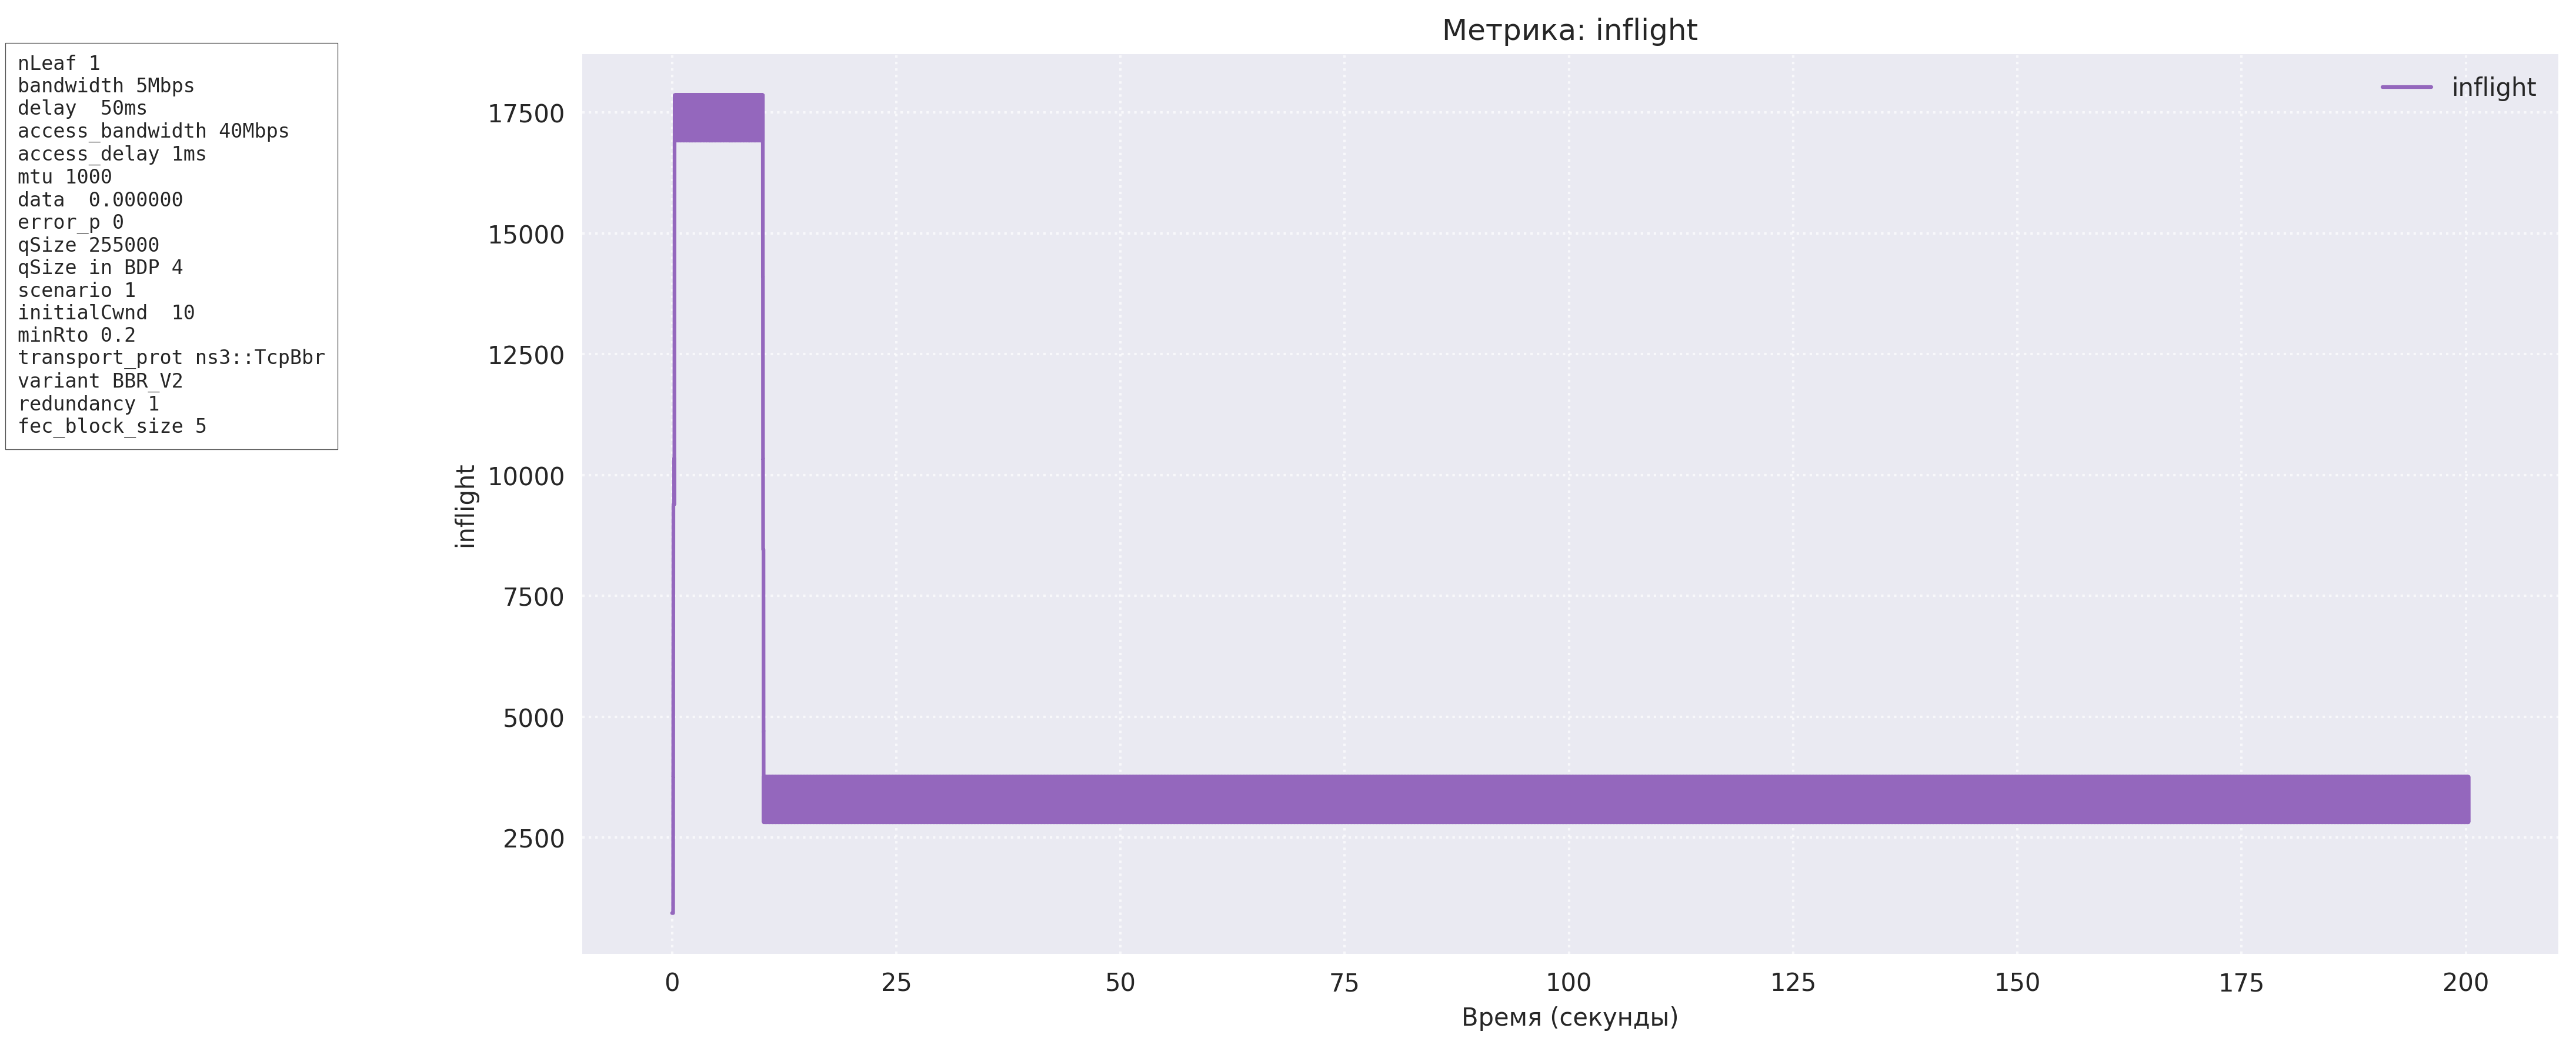 Метрика: inflight
nLeaf 1
bandwidth 5Mbps
delay  50ms
access_bandwidth 40Mbps
access_delay 1ms
mtu 1000
data  0.000000
error_p 0
qSize 255000
qSize in BDP 4
scenario 1
initialCwnd  10
minRto 0.2
transport_prot ns3::TcpBbr
variant BBR_V2
redundancy 1
fec_block_size 5
inflight
17500
15000
12500
10000
7500
5000
2500
inflight
0 25 50 75 100 125 150 175 200
Время (секунды)